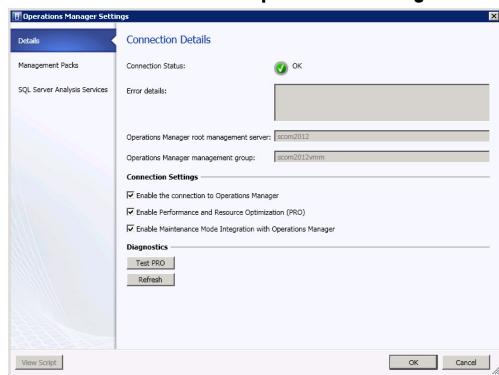 Operations Manager Settings
Details
Management Packs
SQL Server Analysis Services
Connection Details
Connection Status:
OK
Error details:
Operations Manager root management server:
scom2012
Operations Manager management group:
scom2012vmm
Connection Settings
Enable the connection to Operations Manager
Enable Performance and Resource Optimization (PRO)
Enable Maintenance Mode Integration with Operations Manager
Diagnostics
Test PRO
Refresh
View Script
OK
Cancel